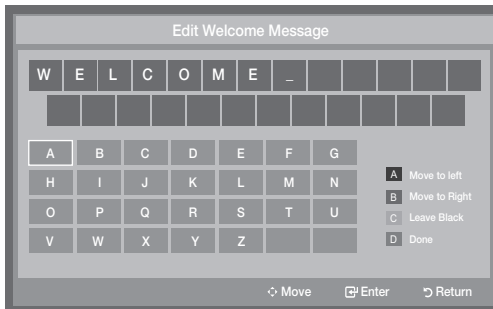 Edit Welcome Message
W E L C O M E _
A B C D E F G
H I J K L M N
O P Q R S T U
V W X Y Z
A Move to left
B Move to Right
C Leave Black
D Done
Move Enter Return